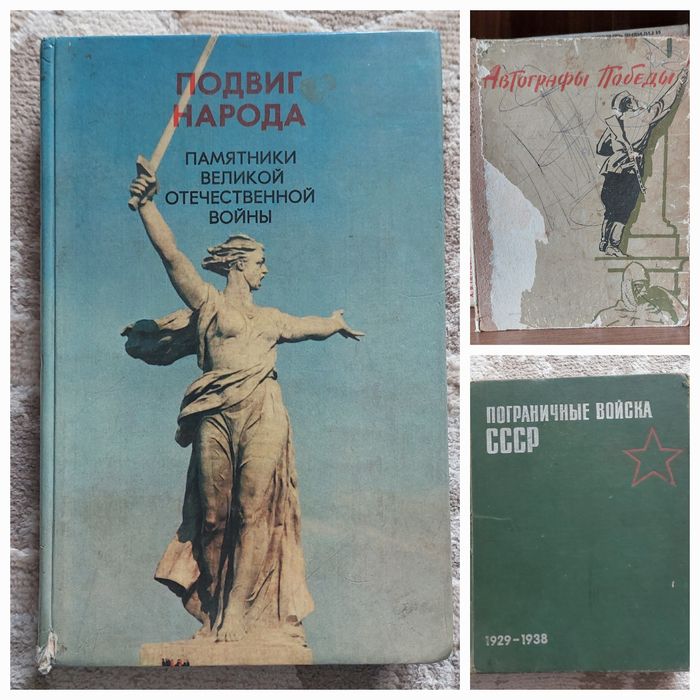 ПОДВИГ
НАРОДА
ПАМЯТНИКИ
ВЕЛИКОЙ
ОТЕЧЕСТВЕННОЙ
ВОЙНЫ
Автографы Победы
ПОГРАНИЧНЫЕ ВОЙСКА
СССР
1929-1938